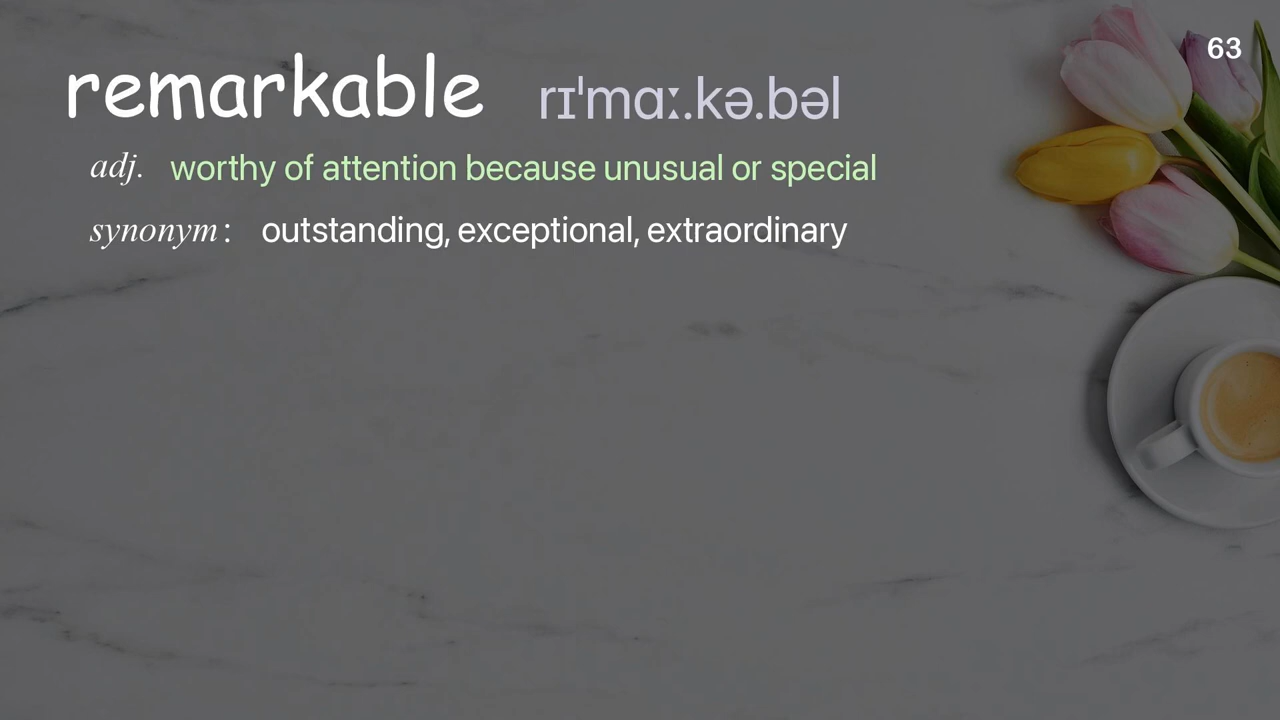 63
remarkable rɪˈmɑː.kə.bəl
adj. worthy of attention because unusual or special
synonym: outstanding, exceptional, extraordinary